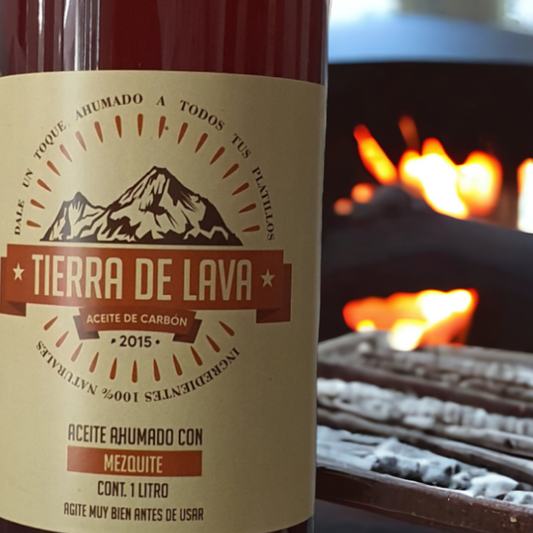 DALE UN TOQUE AHUMADO A TODOS TUS PLATILLOS
TIERRA DE LAVA
ACEITE DE CARBÓN
• 2015 •
INGREDIENTES 100% NATURALES
ACEITE AHUMADO CON
MEZQUITE
CONT. 1 LITRO
AGITE MUY BIEN ANTES DE USAR